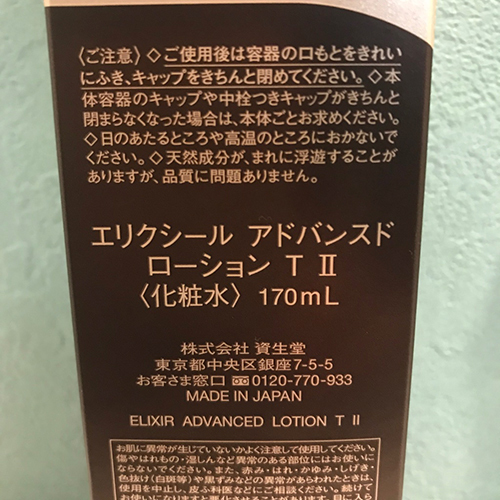 〈ご注意〉◇ご使用後は容器の口もとをきれい
にふき、キャップをきちんと閉めてください。◇本
体容器のキャップや中栓つきキャップがきちんと
閉まらなくなった場合は、本体ごとお求めください。
◇日のあたるところや高温のところにおかないで
ください。◇天然成分が、まれに浮遊することが
ありますが、品質に問題ありません。
エリクシール アドバンスド
ローション T II
〈化粧水〉 170mL
株式会社 資生堂
東京都中央区銀座7-5-5
お客さま窓口 0120-770-933
MADE IN JAPAN
ELIXIR ADVANCED LOTION T II
お肌に異常が生じていないかよく注意して使用してください。
傷やはれもの・湿しんなど異常のある部位にはお使いに
ならないでください。また、赤み・はれ・かゆみ・しげき・
色抜け(白斑等)や黒ずみなどの異常があらわれたときは、
使用を中止し、皮ふ科医などにご相談ください。続けて